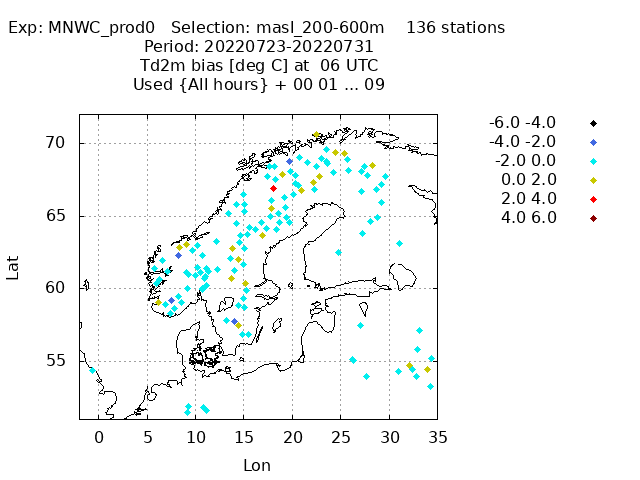 Exp: MNWC_prod0   Selection: masl_200-600m    136 stations
Period: 20220723-20220731
Td2m bias [deg C] at  06 UTC
Used {All hours} + 00 01 ... 09
-6.0 -4.0
-4.0 -2.0
-2.0 0.0
0.0 2.0
2.0 4.0
4.0 6.0
70
65
60
55
Lat
0 5 10 15 20 25 30 35
Lon